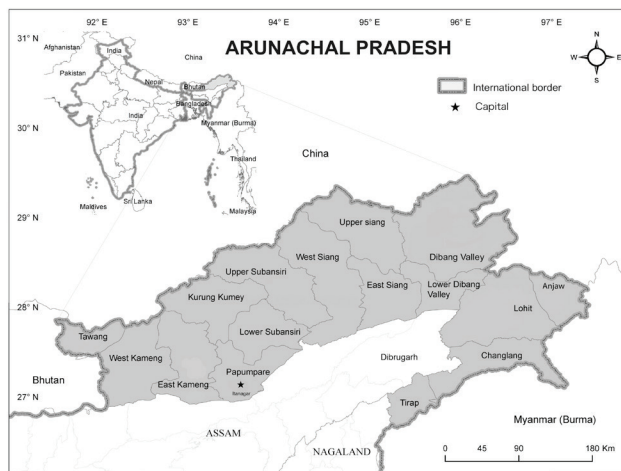 92° E
93° E
94° E
95° E
96° E
97° E
31° N
30° N
29° N
28° N
27° N
ARUNACHAL PRADESH
N
W
E
S
International border
Capital
Afghanistan
India
China
Pakistan
Nepal
Bhutan
Bangladesh
India
Myanmar (Burma)
Thailand
Maldives
Sri Lanka
Malaysia
China
Upper siang
West Siang
Dibang Valley
Upper Subansiri
East Siang
Lower Dibang
Valley
Anjaw
Kurung Kumey
Lohit
Lower Subansiri
Tawang
West Kameng
Papumpare
Dibrugarh
Changlang
Bhutan
East Kameng
Itanagar
Tirap
Myanmar (Burma)
ASSAM
NAGALAND
0 45 90 180 Km